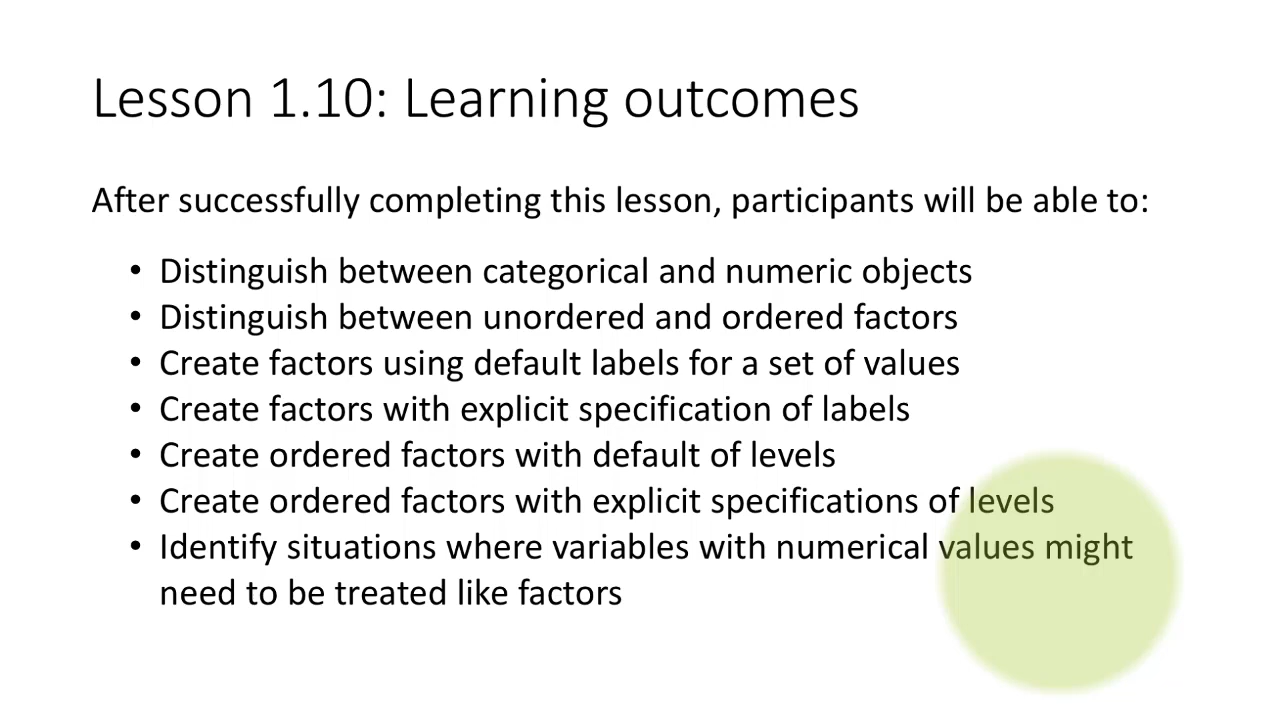 Lesson 1.10: Learning outcomes
After successfully completing this lesson, participants will be able to:
• Distinguish between categorical and numeric objects
• Distinguish between unordered and ordered factors
• Create factors using default labels for a set of values
• Create factors with explicit specification of labels
• Create ordered factors with default of levels
• Create ordered factors with explicit specifications of levels
• Identify situations where variables with numerical values might
need to be treated like factors